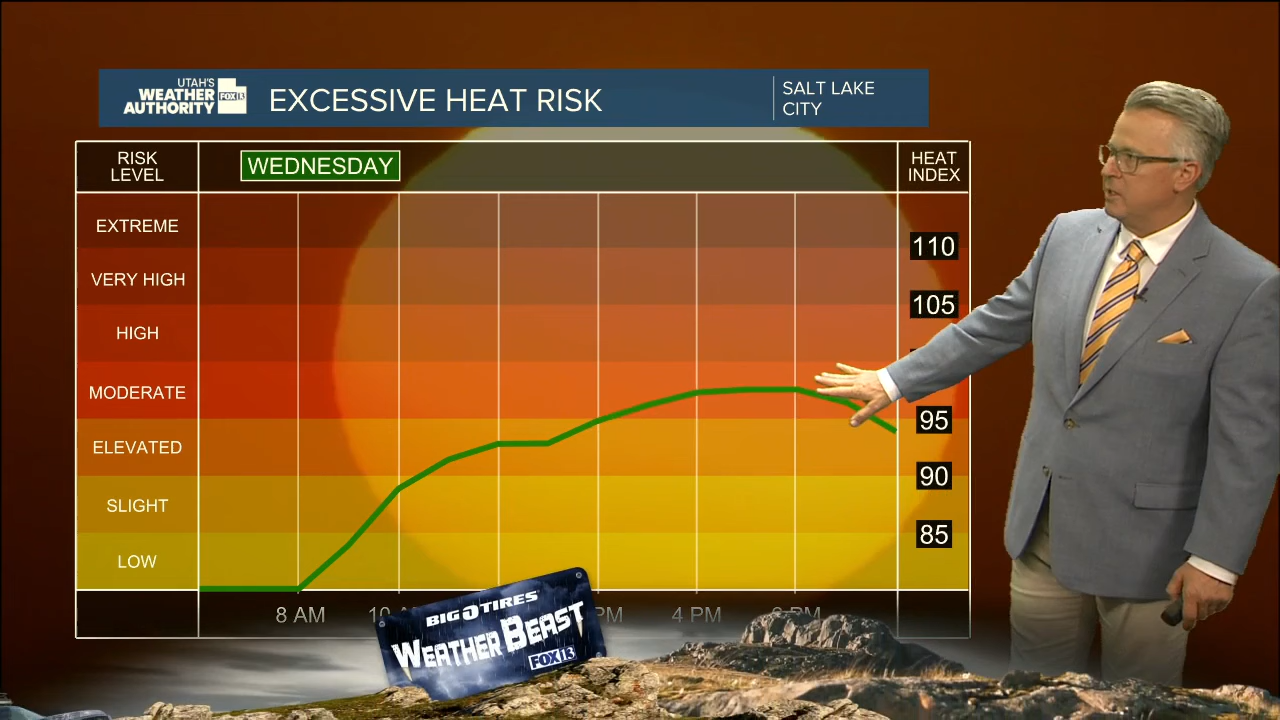 UTAH'S
WEATHER
AUTHORITY
FOX 13
EXCESSIVE HEAT RISK
SALT LAKE
CITY
RISK
LEVEL
WEDNESDAY
HEAT
INDEX
EXTREME
110
VERY HIGH
105
HIGH
MODERATE
95
ELEVATED
90
SLIGHT
85
LOW
8 AM
4 PM
6 PM
BIG O TIRES
WEATHER BEAST
FOX 13